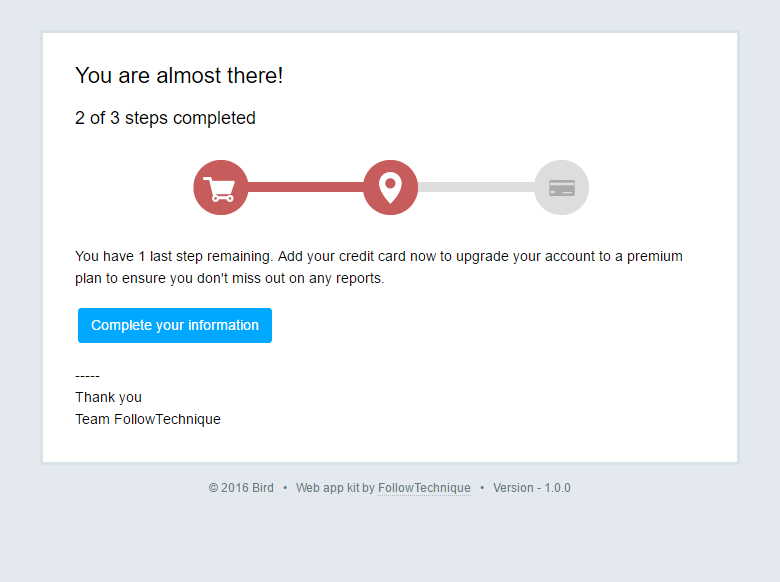 You are almost there!
2 of 3 steps completed
You have 1 last step remaining. Add your credit card now to upgrade your account to a premium
plan to ensure you don't miss out on any reports.
Complete your information
-----
Thank you
Team FollowTechnique
© 2016 Bird • Web app kit by FollowTechnique • Version - 1.0.0